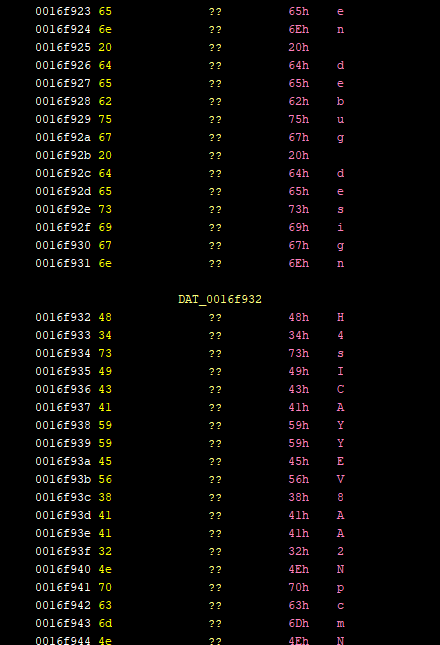 0016f923 65 ?? 65h e
0016f924 6e ?? 6Eh n
0016f925 20 ?? 20h
0016f926 64 ?? 64h d
0016f927 65 ?? 65h e
0016f928 62 ?? 62h b
0016f929 75 ?? 75h u
0016f92a 67 ?? 67h g
0016f92b 20 ?? 20h
0016f92c 64 ?? 64h d
0016f92d 65 ?? 65h e
0016f92e 73 ?? 73h s
0016f92f 69 ?? 69h i
0016f930 67 ?? 67h g
0016f931 6e ?? 6Eh n
DAT_0016f932
0016f932 48 ?? 48h H
0016f933 34 ?? 34h 4
0016f934 73 ?? 73h s
0016f935 49 ?? 49h I
0016f936 43 ?? 43h C
0016f937 41 ?? 41h A
0016f938 59 ?? 59h Y
0016f939 59 ?? 59h Y
0016f93a 45 ?? 45h E
0016f93b 56 ?? 56h V
0016f93c 38 ?? 38h 8
0016f93d 41 ?? 41h A
0016f93e 41 ?? 41h A
0016f93f 32 ?? 32h 2
0016f940 4e ?? 4Eh N
0016f941 70 ?? 70h p
0016f942 63 ?? 63h c
0016f943 6d ?? 6Dh m
0016f944 4e ?? 4Eh N